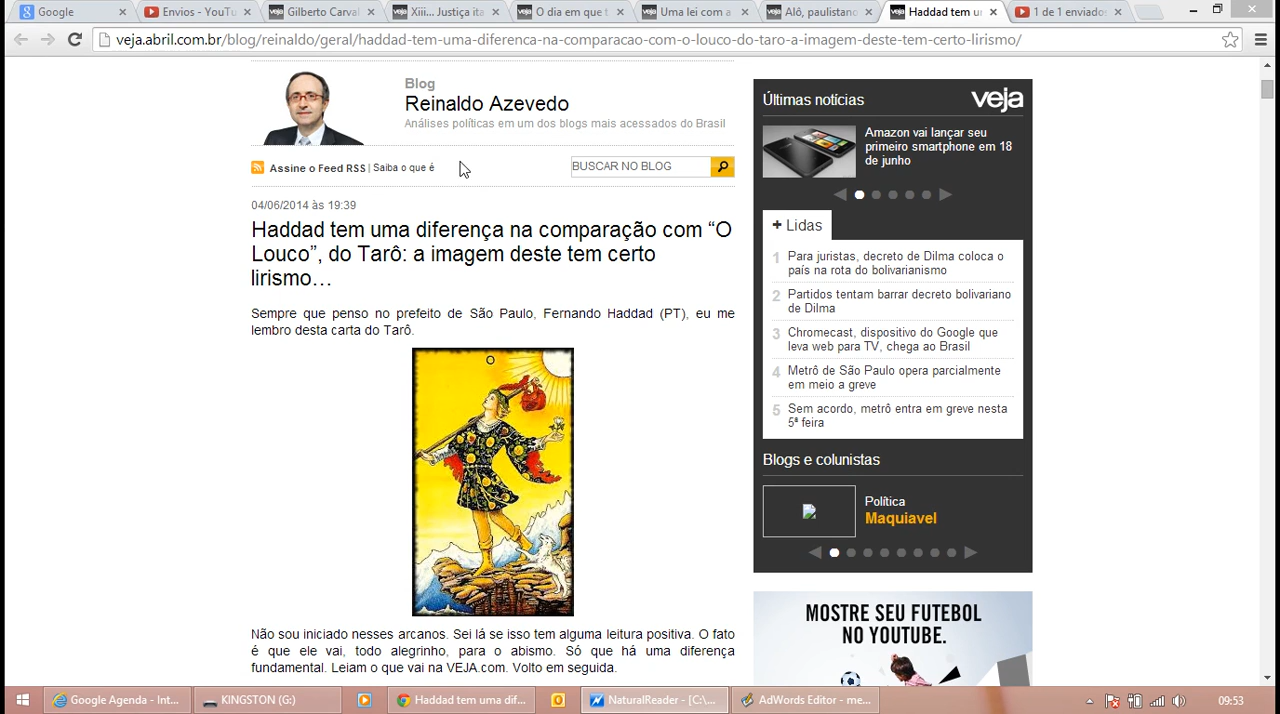 Google
Envios - YouTu
Gilberto Carval
Xiii... Justiça ita
O dia em que t
Uma lei com a
Alô, paulistano
Haddad tem un
1 de 1 enviados
veja.abril.com.br/blog/reinaldo/geral/haddad-tem-uma-diferenca-na-comparacao-com-o-louco-do-taro-a-imagem-deste-tem-certo-lirismo/
Blog
Reinaldo Azevedo
Análises políticas em um dos blogs mais acessados do Brasil
Assine o Feed RSS | Saiba o que é
BUSCAR NO BLOG
04/06/2014 às 19:39
Haddad tem uma diferença na comparação com “O
Louco”, do Tarô: a imagem deste tem certo
lirismo…
Sempre que penso no prefeito de São Paulo, Fernando Haddad (PT), eu me
lembro desta carta do Tarô.
0
Não sou iniciado nesses arcanos. Sei lá se isso tem alguma leitura positiva. O fato
é que ele vai, todo alegrinho, para o abismo. Só que há uma diferença
fundamental. Leiam o que vai na VEJA.com. Volto em seguida.
Últimas notícias
veja
Amazon vai lançar seu
primeiro smartphone em 18
de junho
+ Lidas
1 Para juristas, decreto de Dilma coloca o
país na rota do bolivarianismo
2 Partidos tentam barrar decreto bolivariano
de Dilma
3 Chromecast, dispositivo do Google que
leva web para TV, chega ao Brasil
4 Metrô de São Paulo opera parcialmente
em meio a greve
5 Sem acordo, metrô entra em greve nesta
5ª feira
Blogs e colunistas
Política
Maquiavel
MOSTRE SEU FUTEBOL
NO YOUTUBE.
Google Agenda - Int...
KINGSTON (G:)
Haddad tem uma dif...
NaturalReader - [C:\...
AdWords Editor - me...
09:53